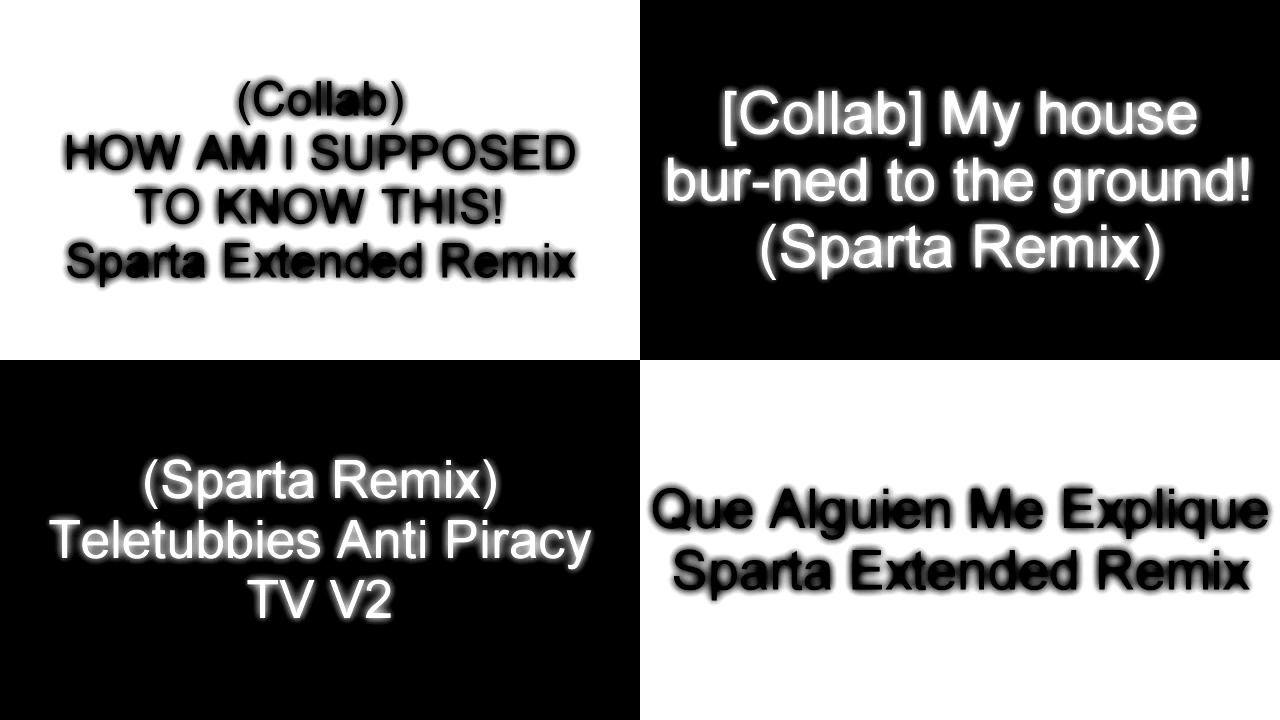 (Collab)
HOW AM I SUPPOSED
TO KNOW THIS!
Sparta Extended Remix
[Collab] My house
bur-ned to the ground!
(Sparta Remix)
(Sparta Remix)
Teletubbies Anti Piracy
TV V2
Que Alguien Me Explique
Sparta Extended Remix